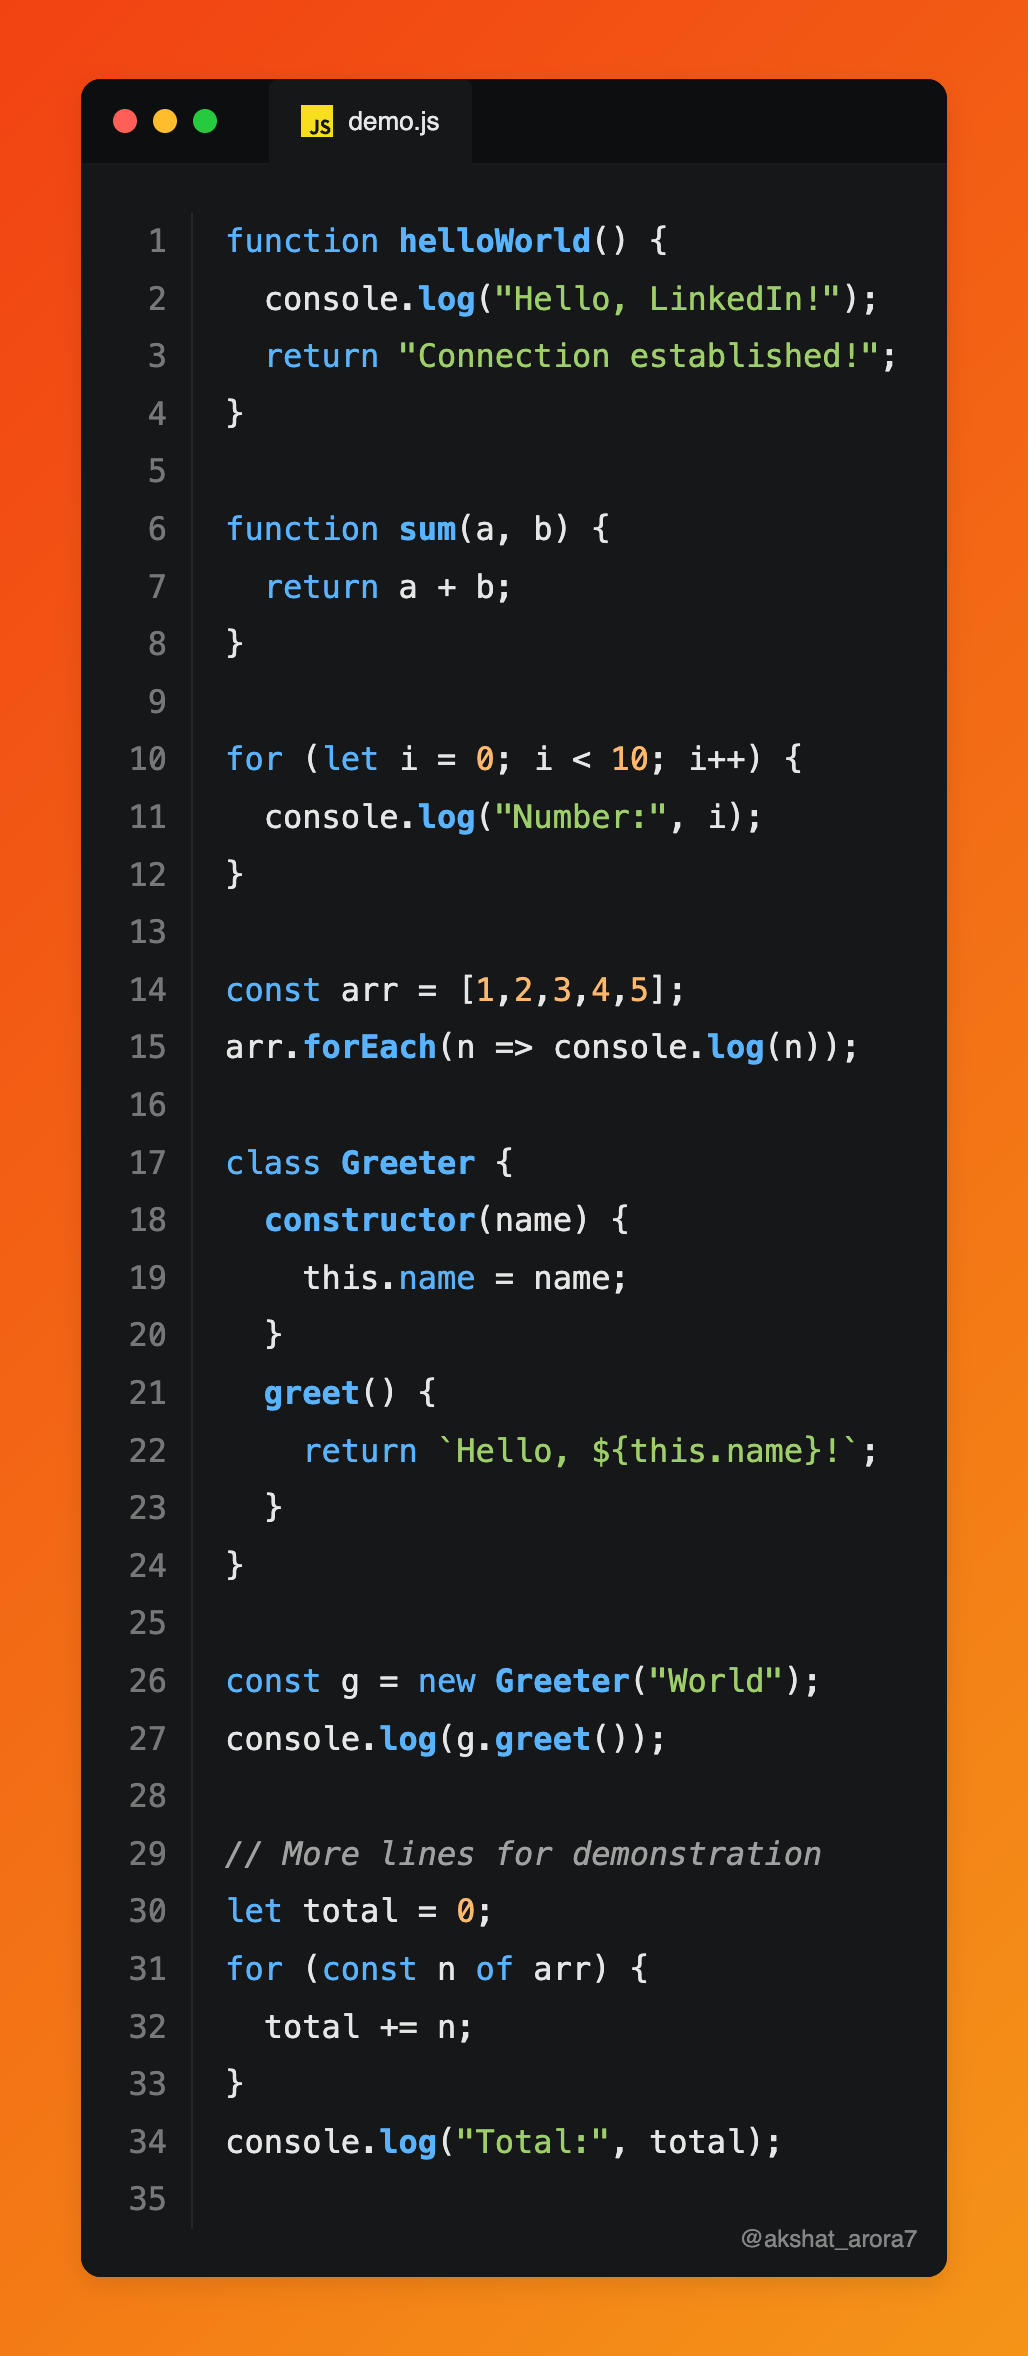 demo.js
1 function helloWorld() {
2   console.log("Hello, LinkedIn!");
3   return "Connection established!";
4 }
5
6 function sum(a, b) {
7   return a + b;
8 }
9
10 for (let i = 0; i < 10; i++) {
11   console.log("Number:", i);
12 }
13
14 const arr = [1,2,3,4,5];
15 arr.forEach(n => console.log(n));
16
17 class Greeter {
18   constructor(name) {
19     this.name = name;
20   }
21   greet() {
22     return `Hello, ${this.name}!`;
23   }
24 }
25
26 const g = new Greeter("World");
27 console.log(g.greet());
28
29 // More lines for demonstration
30 let total = 0;
31 for (const n of arr) {
32   total += n;
33 }
34 console.log("Total:", total);
35
@akshat_arora7